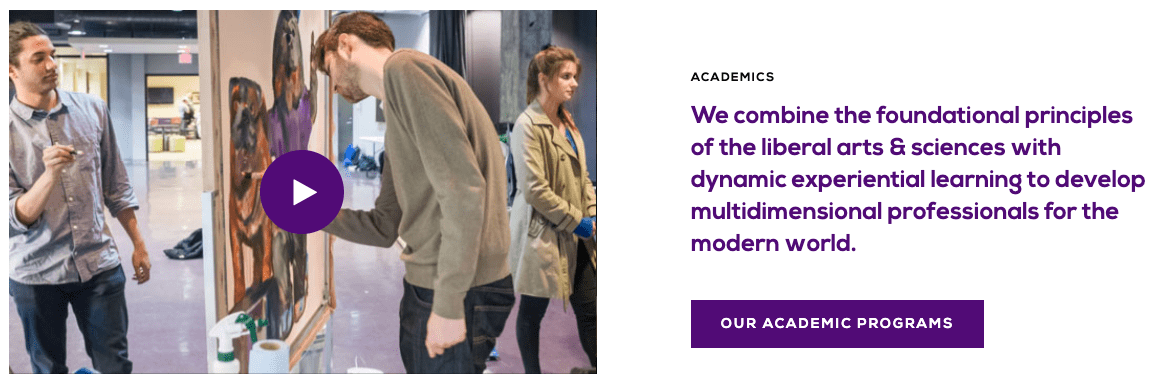 ACADEMICS
We combine the foundational principles
of the liberal arts & sciences with
dynamic experiential learning to develop
multidimensional professionals for the
modern world.
OUR ACADEMIC PROGRAMS